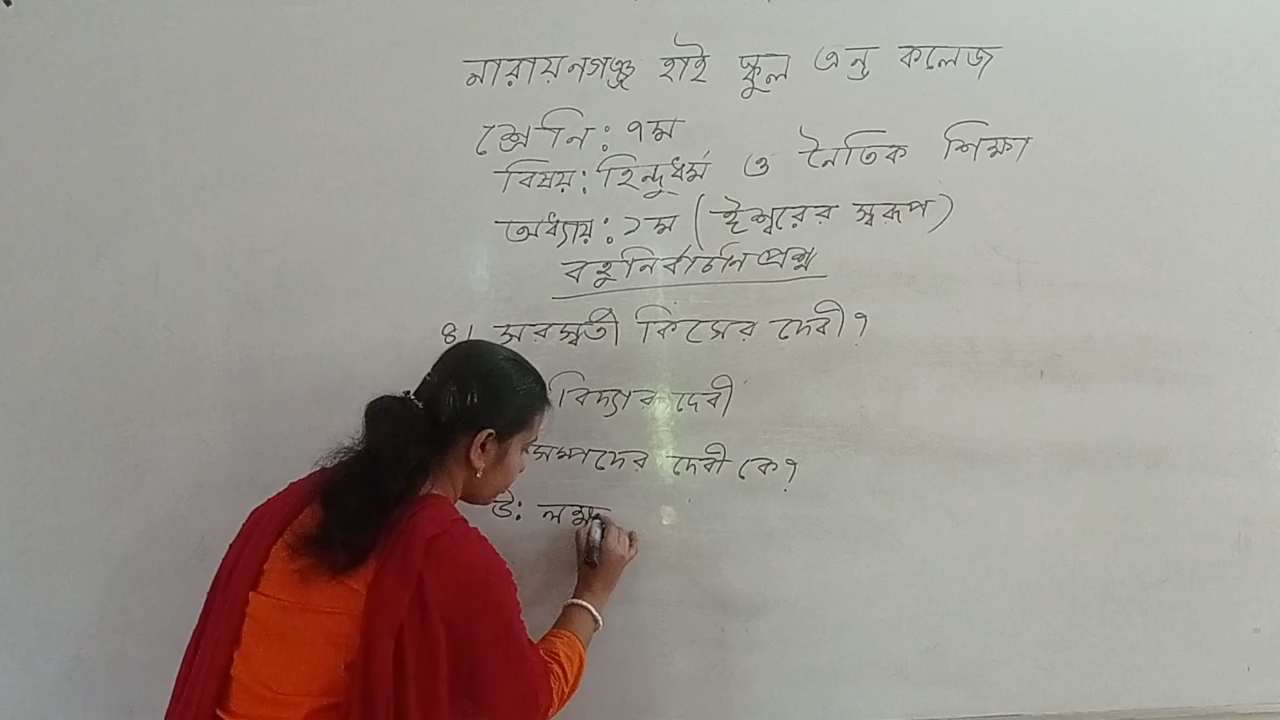 নারায়নগঞ্জ হাই স্কুল এন্ড কলেজ
শ্রেনি: ৭ম
বিষয়: হিন্দুধর্ম ও নৈতিক শিক্ষা
অধ্যায়: ১ম (ঈশ্বরের স্বরূপ)
বহুনির্বাচনি প্রশ্ন
৪। সরস্বতী কিসের দেবী?
বিদ্যার দেবী
সম্পদের দেবী কে?
উ: